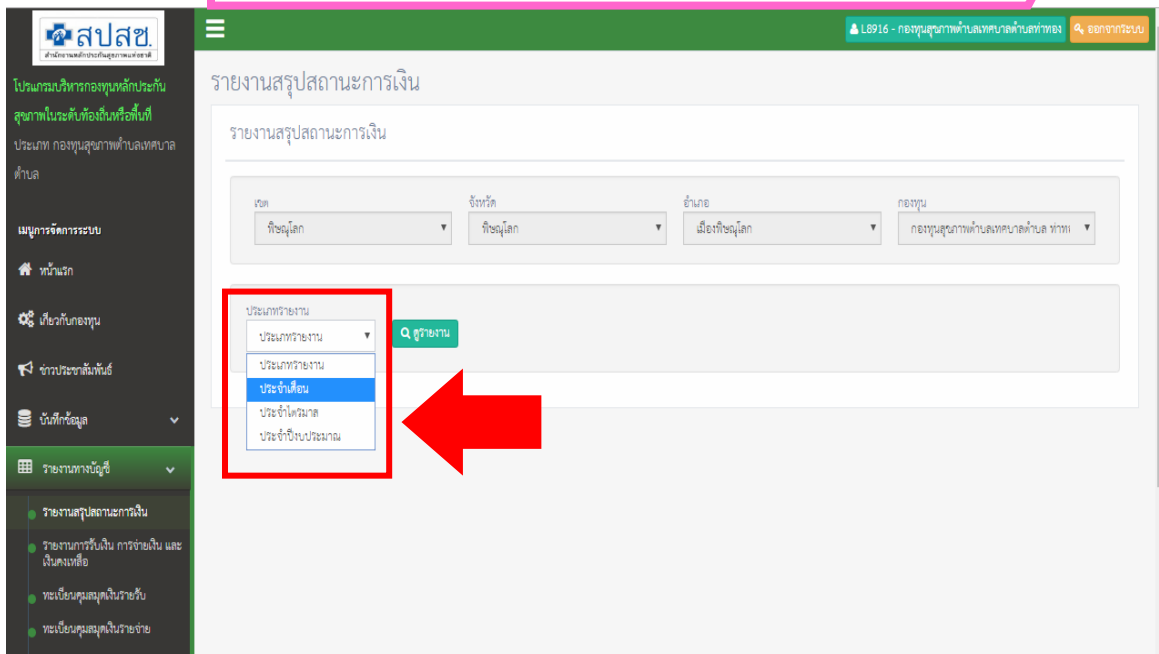 สปสช.
สำนักงานหลักประกันสุขภาพแห่งชาติ
L8916 - กองทุนสุขภาพตำบลเทศบาลตำบลท่าทอง
ออกจากระบบ
โปรแกรมบริหารกองทุนหลักประกัน
สุขภาพในระดับท้องถิ่นหรือพื้นที่
ประเภท กองทุนสุขภาพตำบลเทศบาล
ตำบล
เมนูการจัดการระบบ
หน้าแรก
เกี่ยวกับกองทุน
ข่าวประชาสัมพันธ์
บันทึกข้อมูล
รายงานทางบัญชี
รายงานสรุปสถานะการเงิน
รายงานการรับเงิน การจ่ายเงิน และ
เงินคงเหลือ
ทะเบียนคุมสมุดเงินรายรับ
ทะเบียนคุมสมุดเงินรายจ่าย
รายงานสรุปสถานะการเงิน
รายงานสรุปสถานะการเงิน
เขต จังหวัด อำเภอ กองทุน
พิษณุโลก พิษณุโลก เมืองพิษณุโลก กองทุนสุขภาพตำบลเทศบาลตำบล ท่าท
ประเภทรายงาน
ประเภทรายงาน ดูรายงาน
ประเภทรายงาน
ประจำเดือน
ประจำไตรมาส
ประจำปีงบประมาณ